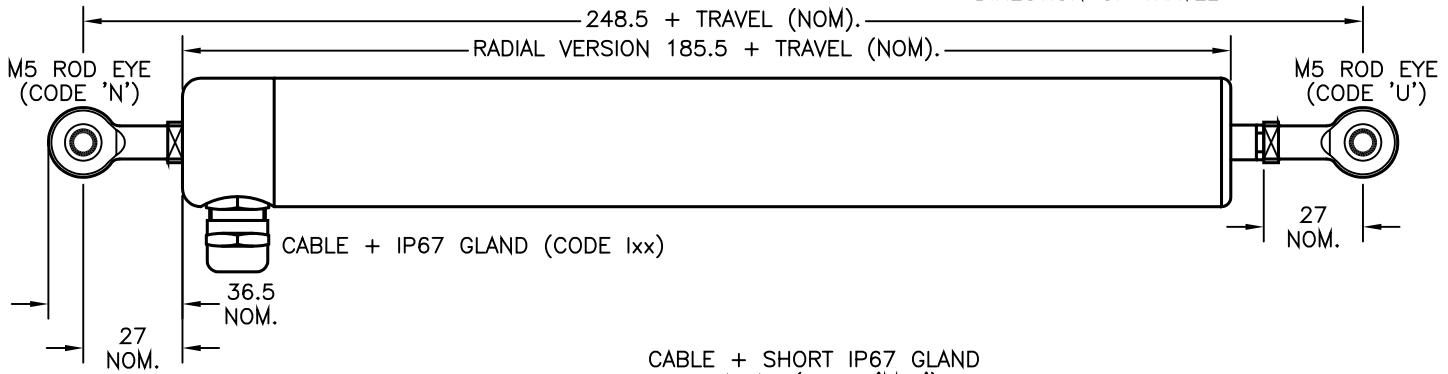 248.5 + TRAVEL (NOM).
RADIAL VERSION 185.5 + TRAVEL (NOM).
M5 ROD EYE
(CODE 'N')
M5 ROD EYE
(CODE 'U')
27
NOM.
CABLE + IP67 GLAND (CODE Ixx)
36.5
NOM.
27
NOM.
CABLE + SHORT IP67 GLAND